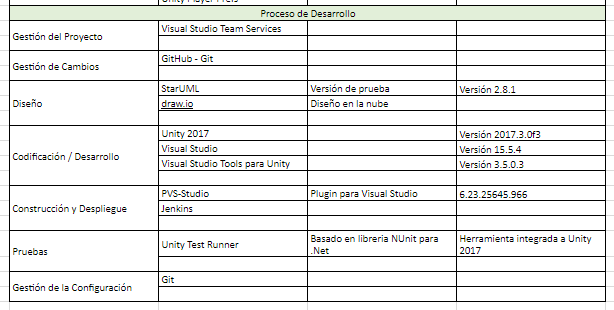 Unity Player Prefs
Proceso de Desarrollo
Gestión del Proyecto
Visual Studio Team Services
Gestión de Cambios
GitHub - Git
Diseño
StarUML
Versión de prueba
Versión 2.8.1
draw.io
Diseño en la nube
Codificación / Desarrollo
Unity 2017
Versión 2017.3.0f3
Visual Studio
Versión 15.5.4
Visual Studio Tools para Unity
Versión 3.5.0.3
Construcción y Despliegue
PVS-Studio
Plugin para Visual Studio
6.23.25645.966
Jenkins
Pruebas
Unity Test Runner
Basado en libreria NUnit para
.Net
Herramienta integrada a Unity
2017
Gestión de la Configuración
Git